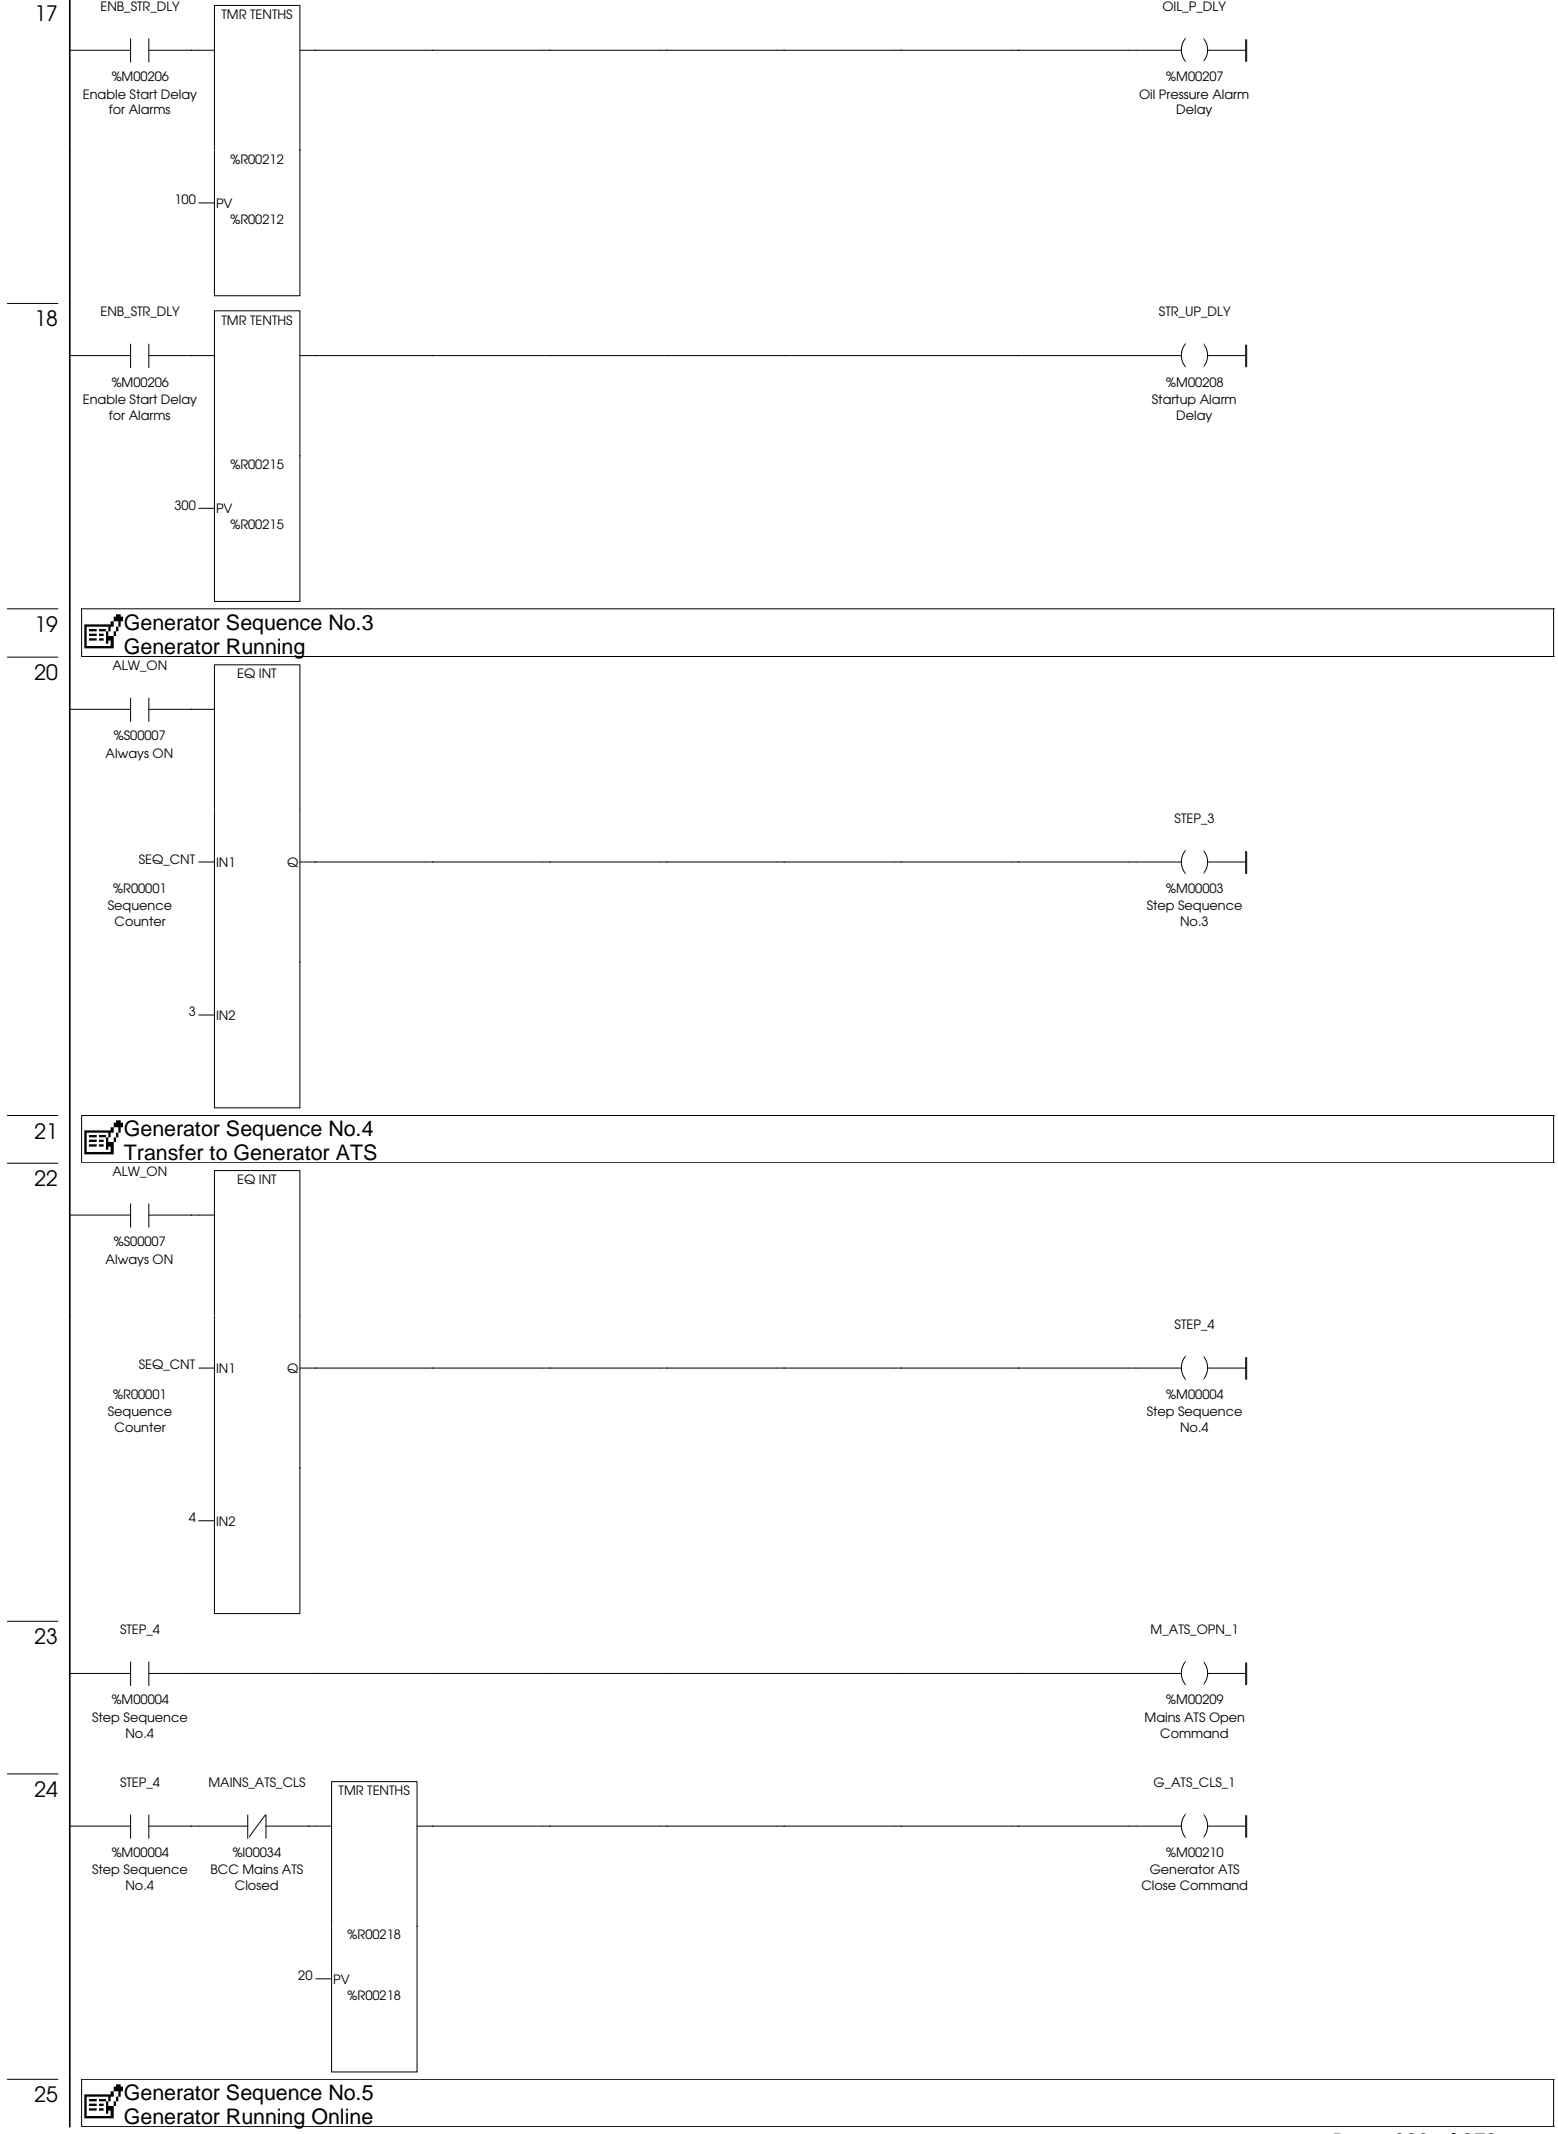 17
ENB_STR_DLY
TMR TENTHS
OIL_P_DLY
%M00206
Enable Start Delay
for Alarms
%M00207
Oil Pressure Alarm
Delay
%R00212
100
PV
%R00212
18
ENB_STR_DLY
TMR TENTHS
STR_UP_DLY
%M00206
Enable Start Delay
for Alarms
%M00208
Startup Alarm
Delay
%R00215
300
PV
%R00215
19
Generator Sequence No.3
Generator Running
20
ALW_ON
EQ INT
%S00007
Always ON
STEP_3
SEQ_CNT
IN1
Q
%R00001
Sequence
Counter
%M00003
Step Sequence
No.3
3
IN2
21
Generator Sequence No.4
Transfer to Generator ATS
22
ALW_ON
EQ INT
%S00007
Always ON
STEP_4
SEQ_CNT
IN1
Q
%R00001
Sequence
Counter
%M00004
Step Sequence
No.4
4
IN2
23
STEP_4
M_ATS_OPN_1
%M00004
Step Sequence
No.4
%M00209
Mains ATS Open
Command
24
STEP_4
MAINS_ATS_CLS
TMR TENTHS
G_ATS_CLS_1
%M00004
Step Sequence
No.4
%I00034
BCC Mains ATS
Closed
%M00210
Generator ATS
Close Command
%R00218
20
PV
%R00218
25
Generator Sequence No.5
Generator Running Online